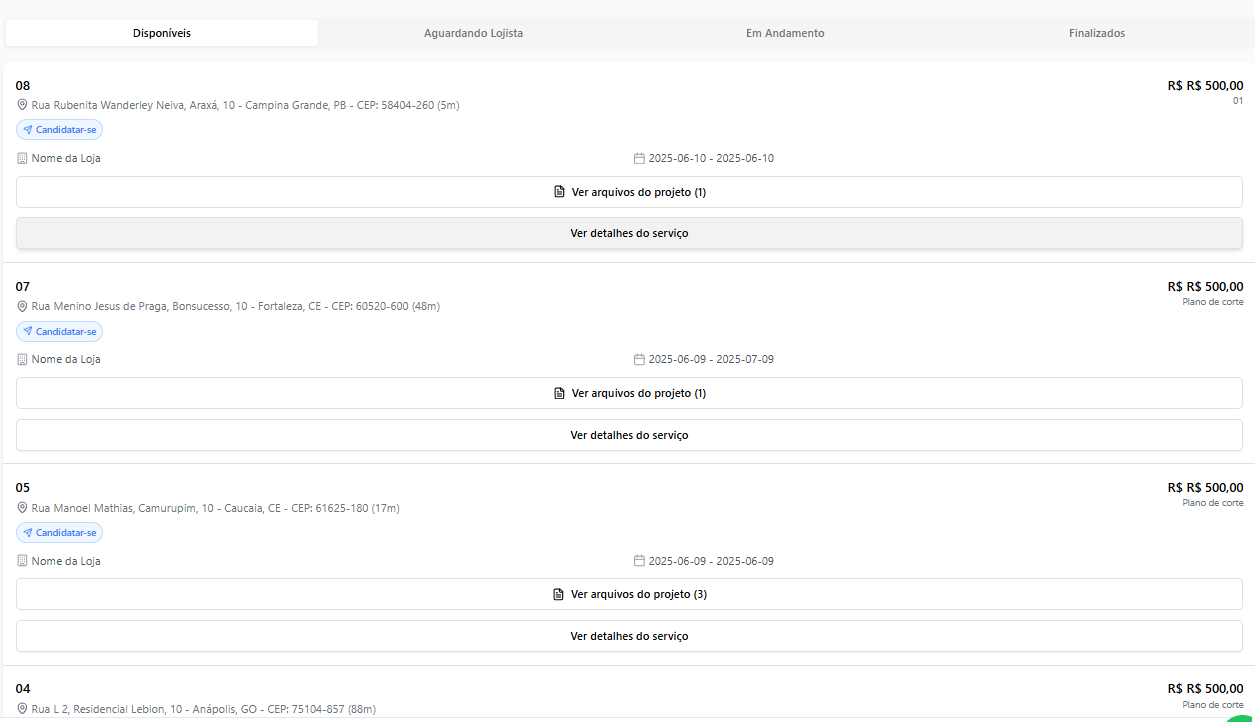 Disponíveis Aguardando Lojista Em Andamento Finalizados
08 R$ R$ 500,00
Rua Rubenita Wanderley Neiva, Araxá, 10 - Campina Grande, PB - CEP: 58404-260 (5m) 01
Candidatar-se
Nome da Loja 2025-06-10 - 2025-06-10
Ver arquivos do projeto (1)
Ver detalhes do serviço
07 R$ R$ 500,00
Rua Menino Jesus de Praga, Bonsucesso, 10 - Fortaleza, CE - CEP: 60520-600 (48m) Plano de corte
Candidatar-se
Nome da Loja 2025-06-09 - 2025-07-09
Ver arquivos do projeto (1)
Ver detalhes do serviço
05 R$ R$ 500,00
Rua Manoel Mathias, Camurupim, 10 - Caucaia, CE - CEP: 61625-180 (17m) Plano de corte
Candidatar-se
Nome da Loja 2025-06-09 - 2025-06-09
Ver arquivos do projeto (3)
Ver detalhes do serviço
04 R$ R$ 500,00
Rua L 2, Residencial Leblon, 10 - Anápolis, GO - CEP: 75104-857 (88m) Plano de corte